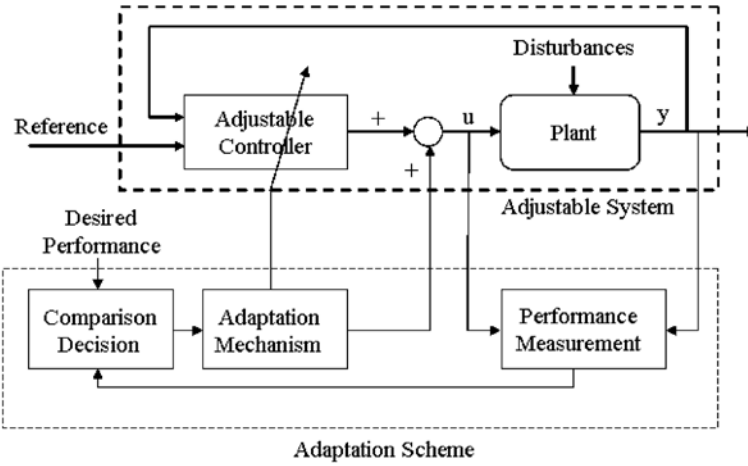 Disturbances
Reference
Adjustable
Controller
+
+
u
Plant
y
Adjustable System
Desired
Performance
Comparison
Decision
Adaptation
Mechanism
Performance
Measurement
Adaptation Scheme